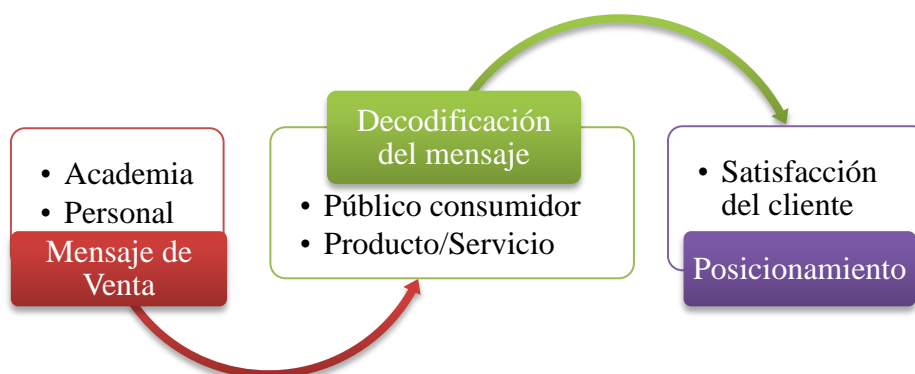 • Academia
• Personal
Mensaje de
Venta
Decodificación
del mensaje
• Público consumidor
• Producto/Servicio
• Satisfacción
del cliente
Posicionamiento